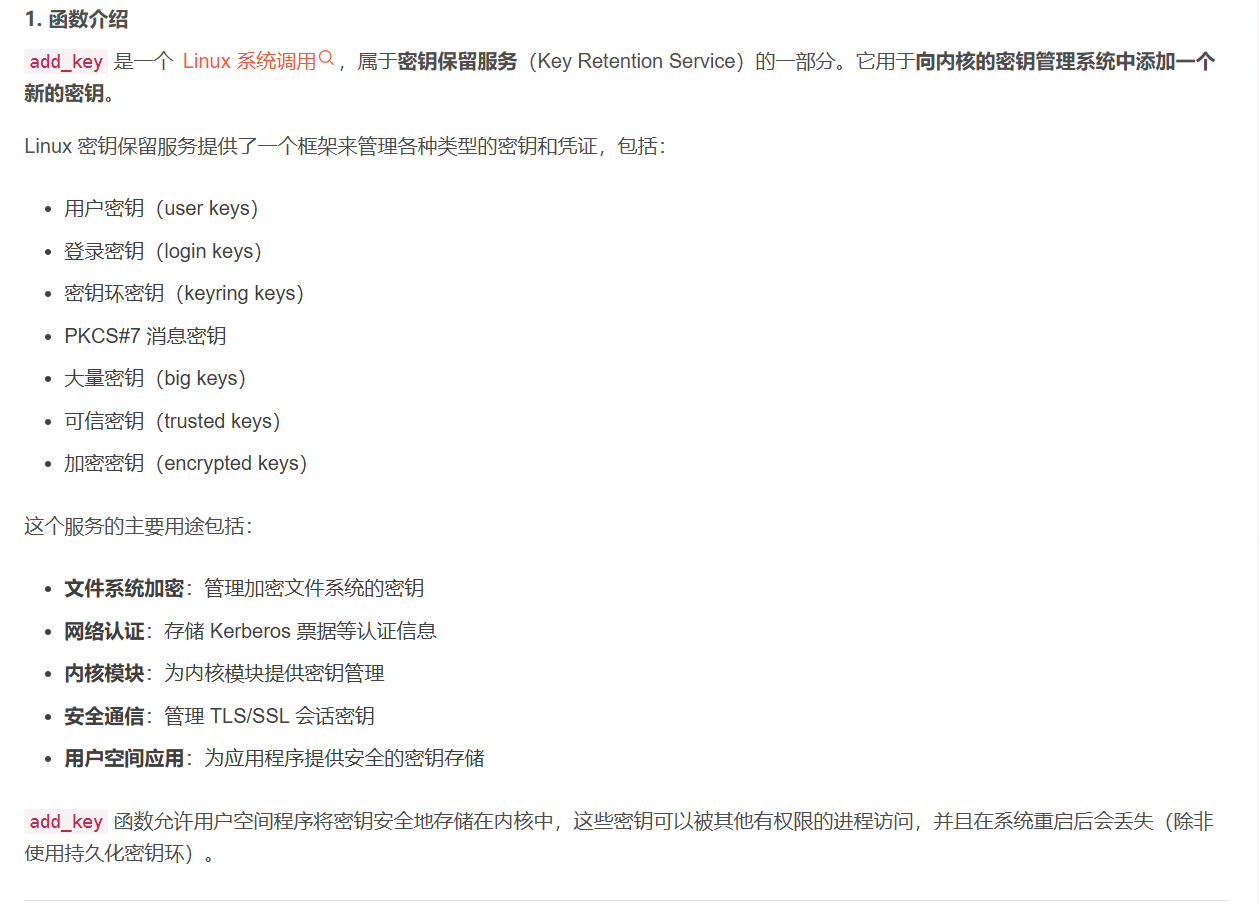 1. 函数介绍
add_key 是一个 Linux 系统调用，属于密钥保留服务（Key Retention Service）的一部分。它用于向内核的密钥管理系统中添加一个
新的密钥。
Linux 密钥保留服务提供了一个框架来管理各种类型的密钥和凭证，包括：
• 用户密钥（user keys）
• 登录密钥（login keys）
• 密钥环密钥（keyring keys）
• PKCS#7 消息密钥
• 大量密钥（big keys）
• 可信密钥（trusted keys）
• 加密密钥（encrypted keys）
这个服务的主要用途包括：
• 文件系统加密：管理加密文件系统的密钥
• 网络认证：存储 Kerberos 票据等认证信息
• 内核模块：为内核模块提供密钥管理
• 安全通信：管理 TLS/SSL 会话密钥
• 用户空间应用：为应用程序提供安全的密钥存储
add_key 函数允许用户空间程序将密钥安全地存储在内核中，这些密钥可以被其他有权限的进程访问，并且在系统重启后会丢失（除非
使用持久化密钥环）。